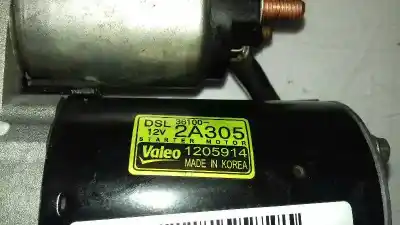 DSL 36100-
12V 2A305
STARTER MOTOR
Valeo 1205914
MADE IN KOREA